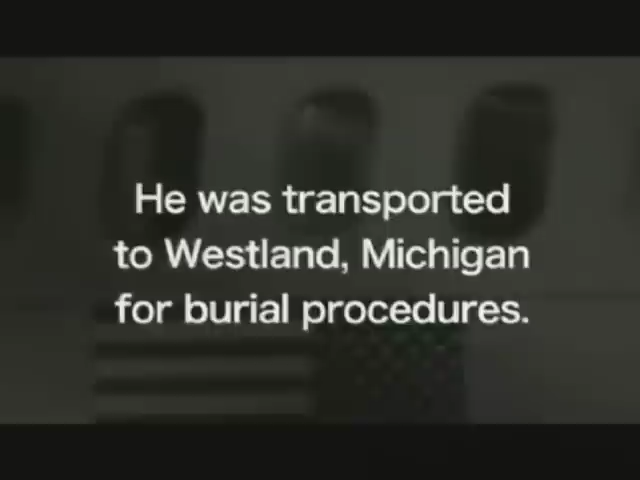 He was transported
to Westland, Michigan
for burial procedures.